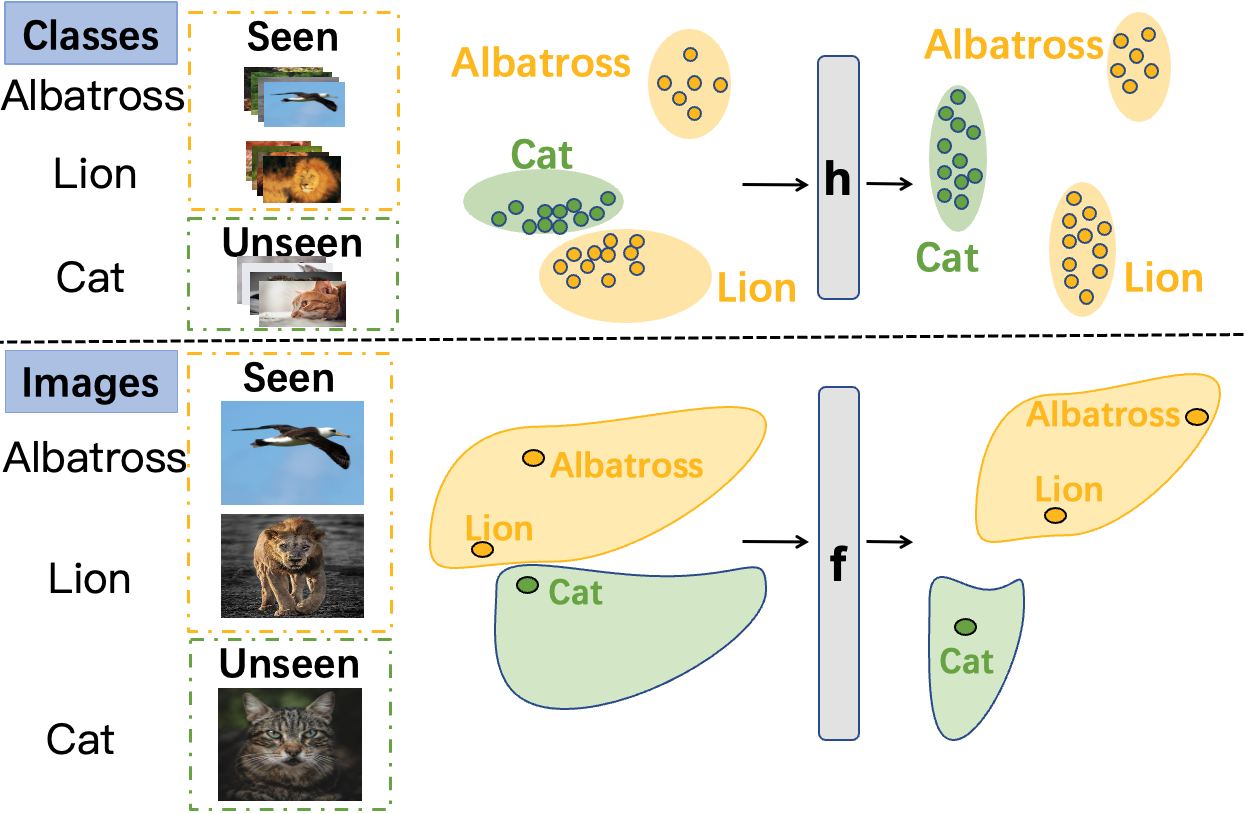 Classes
Seen
Albatross
Lion
Unseen
Cat
Albatross
Cat
Lion
h
Albatross
Cat
Lion
Images
Seen
Albatross
Lion
Unseen
Cat
Albatross
Lion
Cat
f
Albatross
Lion
Cat